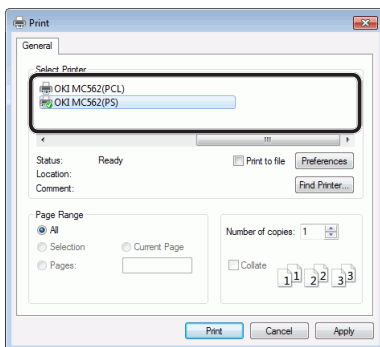 Print
General
Select Printer
OKI MC562(PCL)
OKI MC562(PS)
Status: Ready
Print to file
Preferences
Location:
Comment:
Find Printer...
Page Range
All
Selection
Current Page
Pages:
Number of copies: 1
Collate
1 1 2 2 3 3
Print
Cancel
Apply